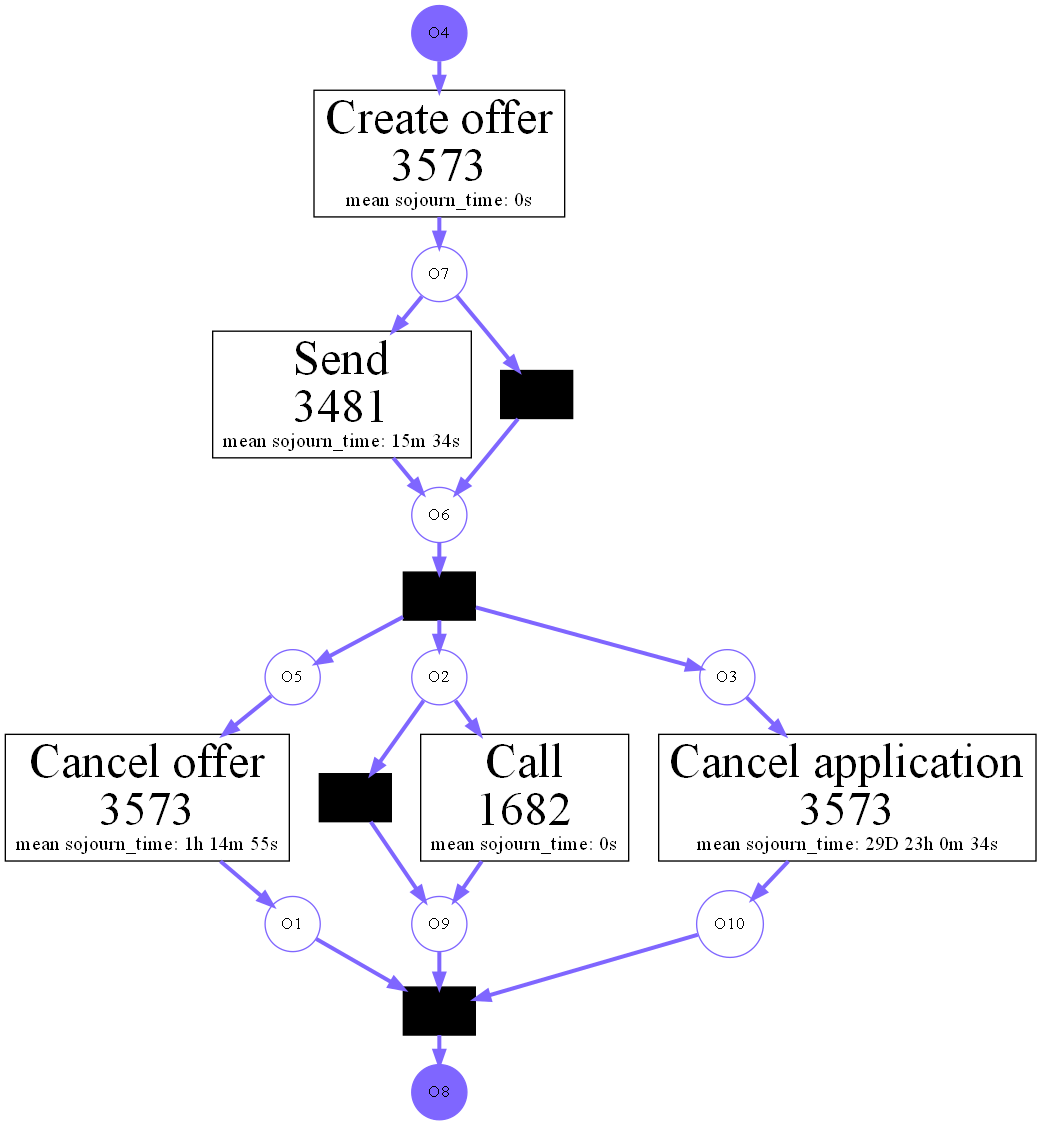 O4
Create offer
3573
mean sojourn_time: 0s
O7
Send
3481
mean sojourn_time: 15m 34s
O6
O5
O2
O3
Cancel offer
3573
mean sojourn_time: 1h 14m 55s
Call
1682
mean sojourn_time: 0s
Cancel application
3573
mean sojourn_time: 29D 23h 0m 34s
O1
O9
O10
O8